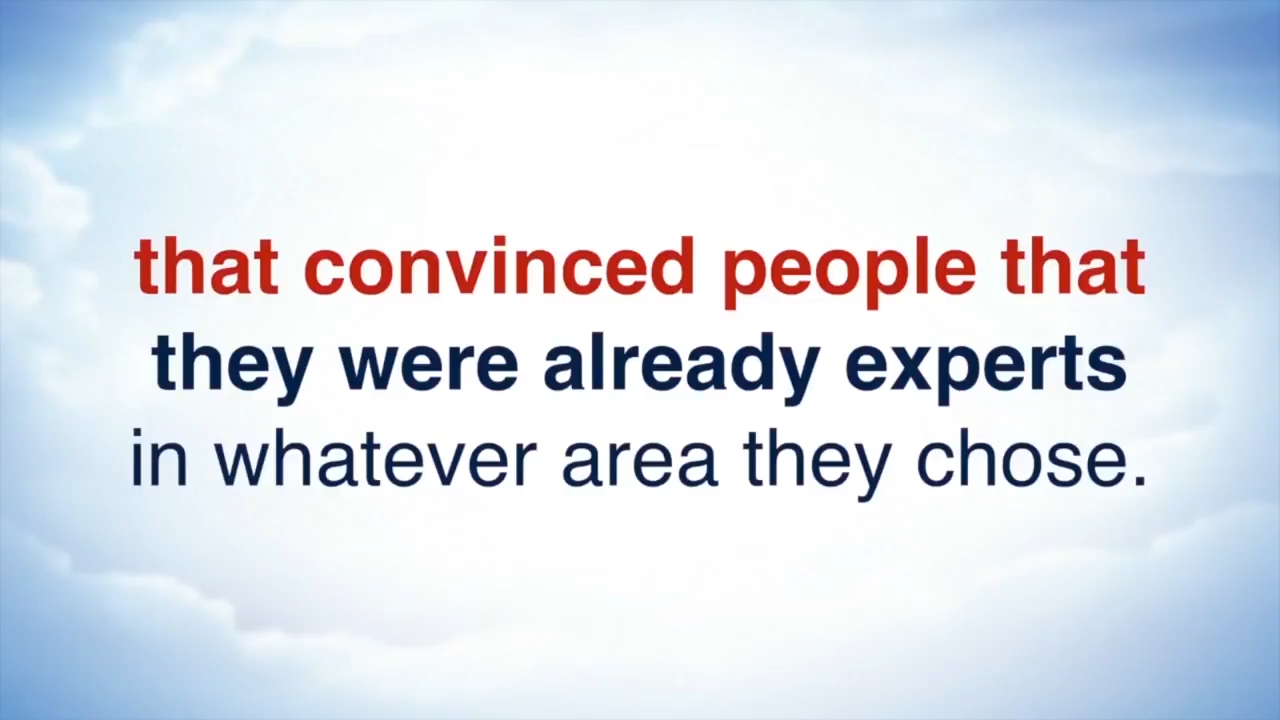 that convinced people that
they were already experts
in whatever area they chose.